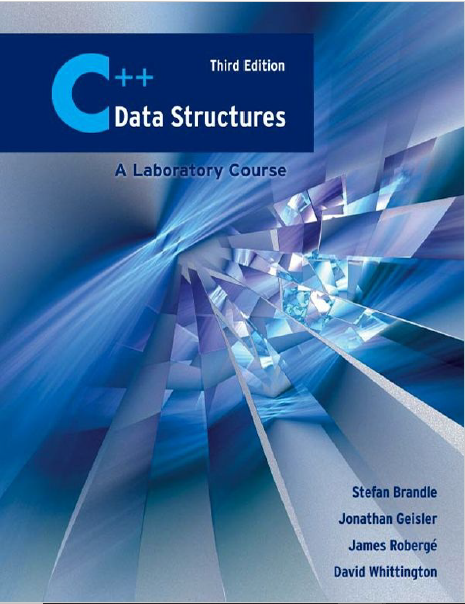 C++
Third Edition
Data Structures
A Laboratory Course
Stefan Brandle
Jonathan Geisler
James Robergé
David Whittington